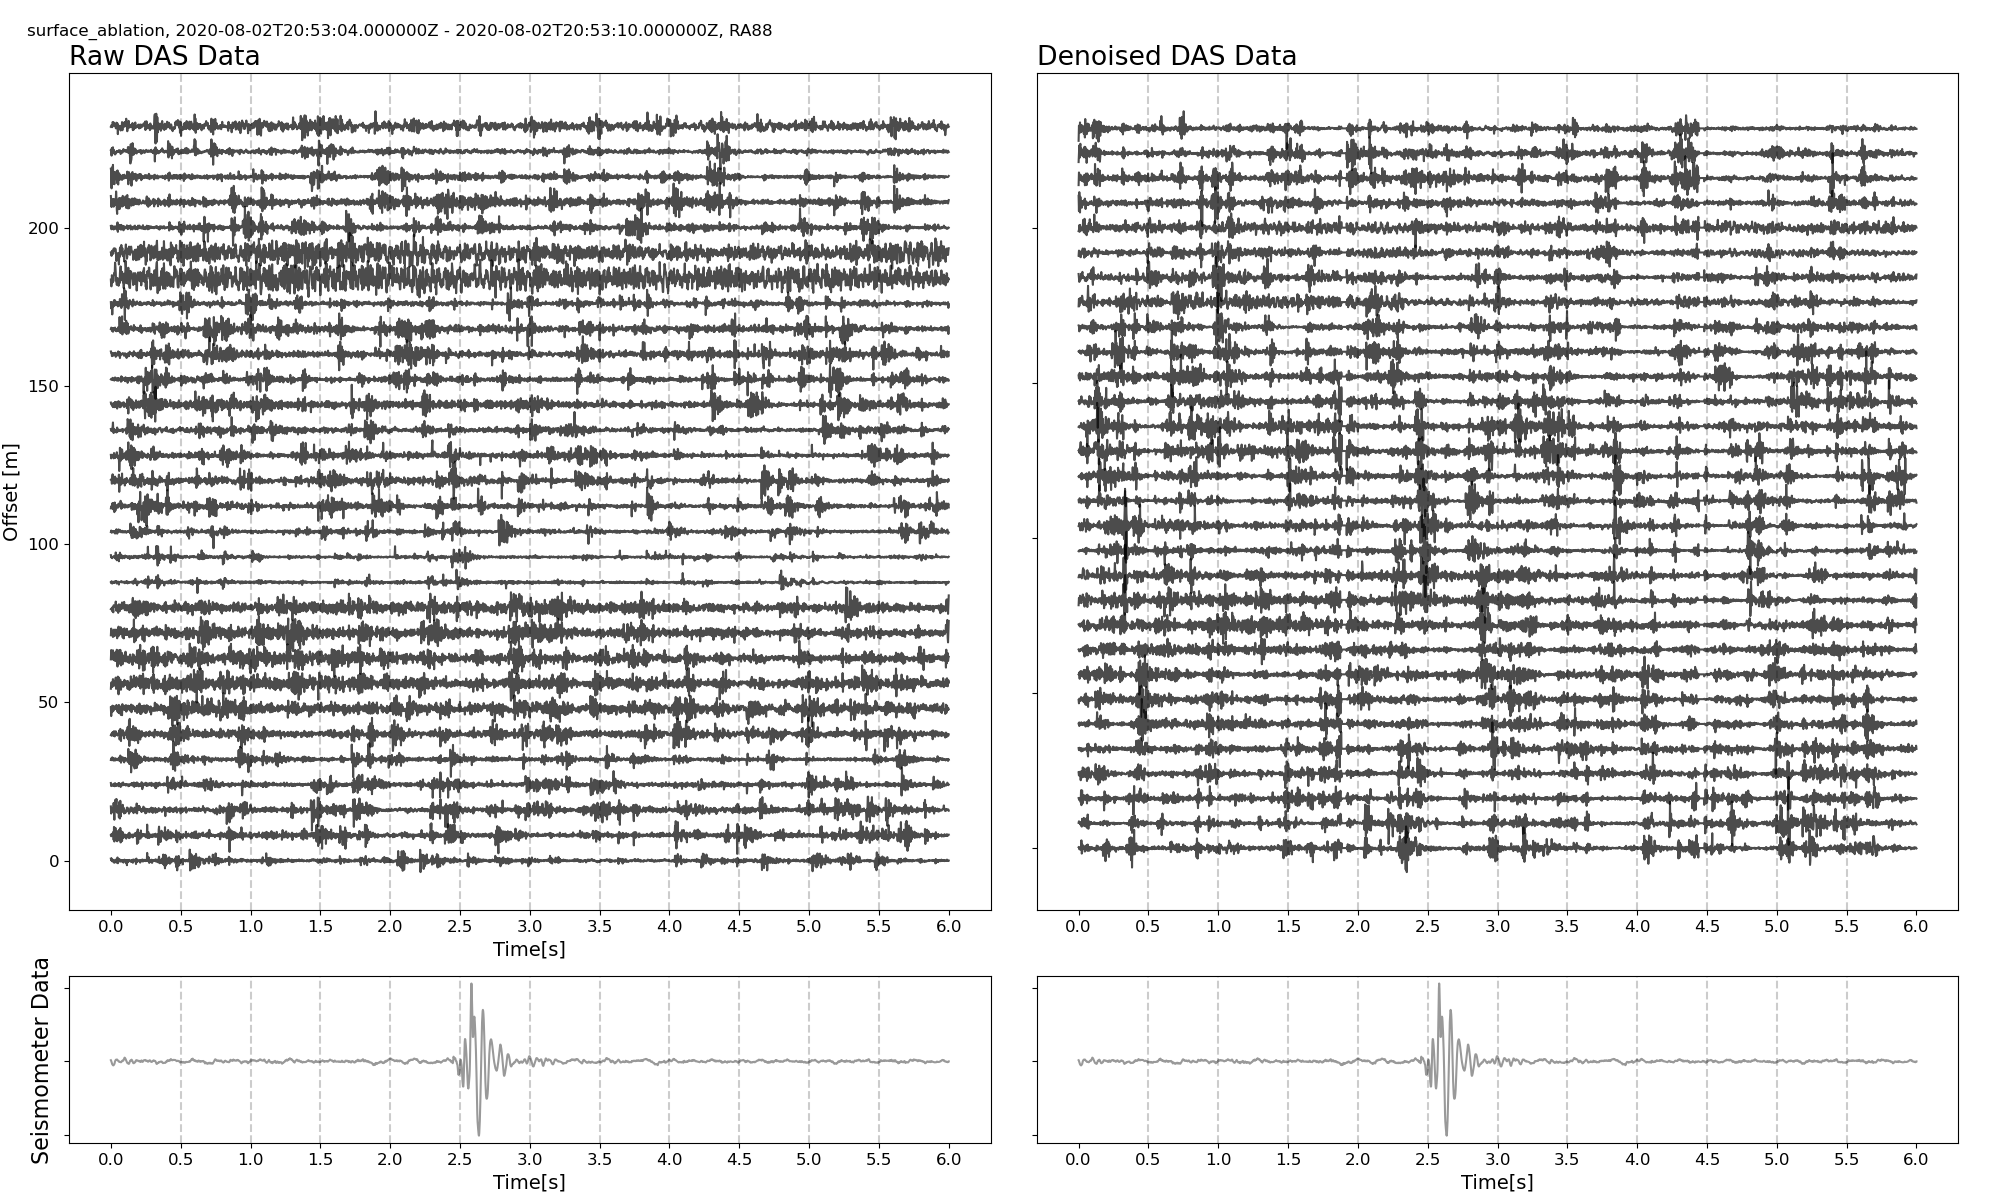 surface_ablation, 2020-08-02T20:53:04.000000Z - 2020-08-02T20:53:10.000000Z, RA88
Raw DAS Data
Denoised DAS Data
Offset [m]
200
150
100
50
0
0.0 0.5 1.0 1.5 2.0 2.5 3.0 3.5 4.0 4.5 5.0 5.5 6.0
Time[s]
0.0 0.5 1.0 1.5 2.0 2.5 3.0 3.5 4.0 4.5 5.0 5.5 6.0
Seismometer Data
0.0 0.5 1.0 1.5 2.0 2.5 3.0 3.5 4.0 4.5 5.0 5.5 6.0
Time[s]
0.0 0.5 1.0 1.5 2.0 2.5 3.0 3.5 4.0 4.5 5.0 5.5 6.0
Time[s]